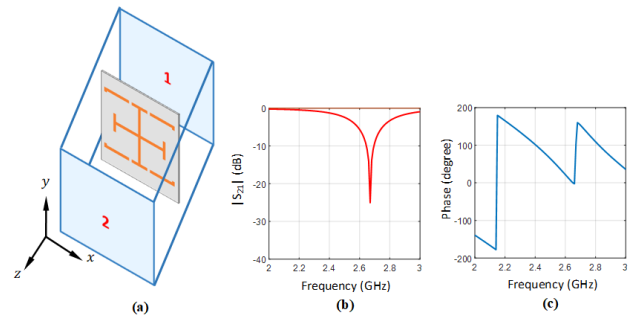 1
2
y
x
z
(a)
|S21| (dB)
0
-10
-20
-30
-40
2
2.2
2.4
2.6
2.8
3
Frequency (GHz)
(b)
Phase (degree)
200
100
0
-100
-200
2
2.2
2.4
2.6
2.8
3
Frequency (GHz)
(c)